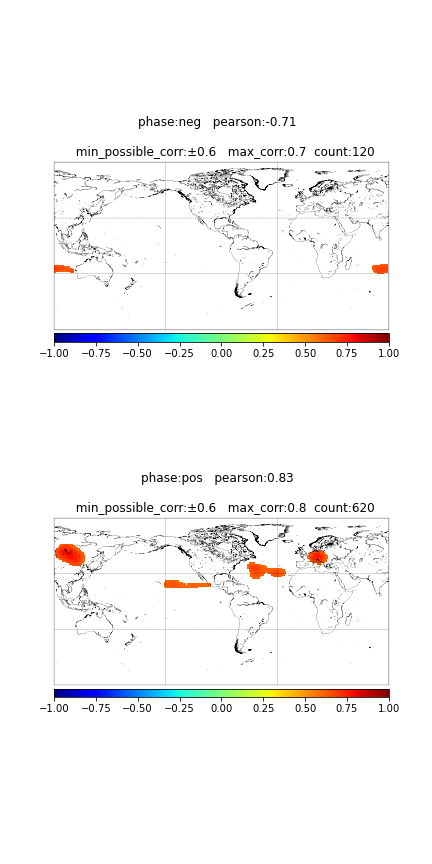 phase:neg   pearson:-0.71
min_possible_corr:±0.6   max_corr:0.7  count:120
−1.00 −0.75 −0.50 −0.25 0.00 0.25 0.50 0.75 1.00
phase:pos   pearson:0.83
min_possible_corr:±0.6   max_corr:0.8  count:620
−1.00 −0.75 −0.50 −0.25 0.00 0.25 0.50 0.75 1.00